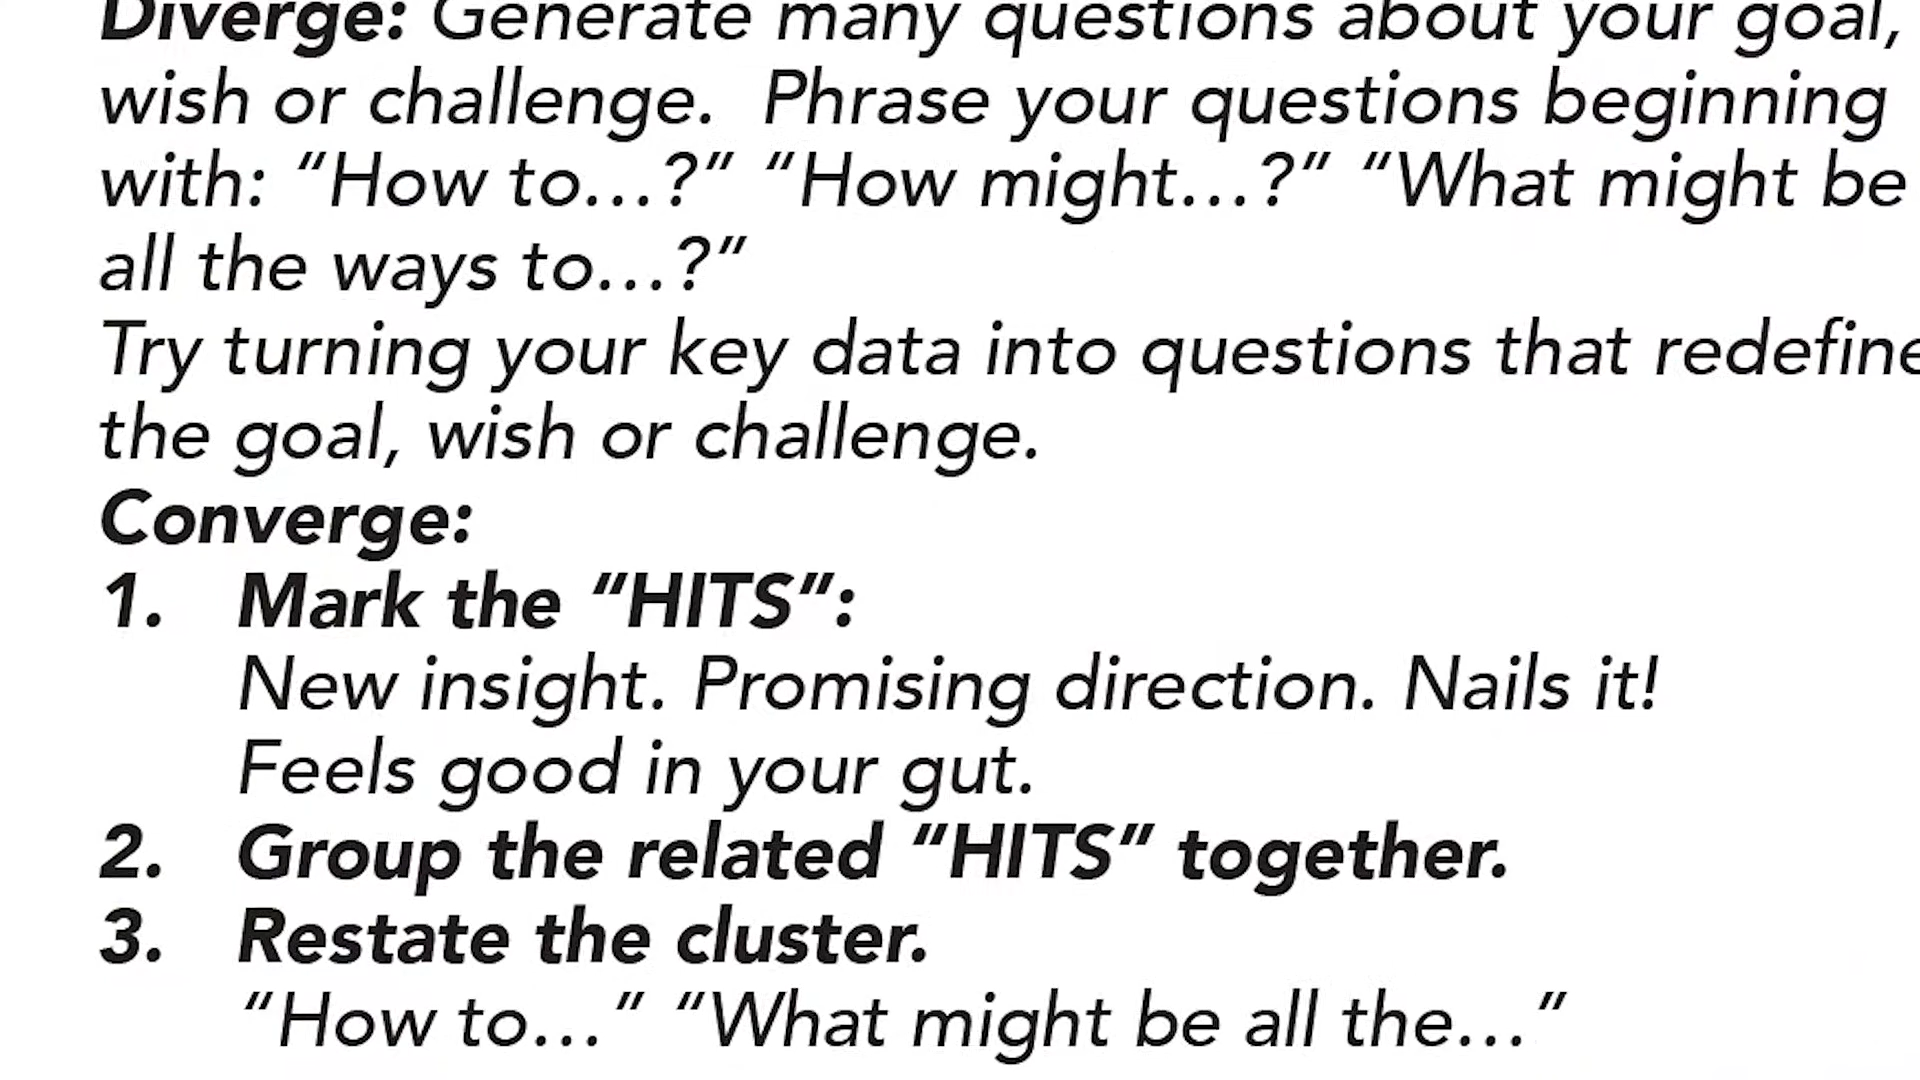 Diverge: Generate many questions about your goal,
wish or challenge.  Phrase your questions beginning
with: “How to…?” “How might…?” “What might be
all the ways to…?”
Try turning your key data into questions that redefine
the goal, wish or challenge.
Converge:
1. Mark the “HITS”:
New insight. Promising direction. Nails it!
Feels good in your gut.
2. Group the related “HITS” together.
3. Restate the cluster.
“How to…” “What might be all the…”